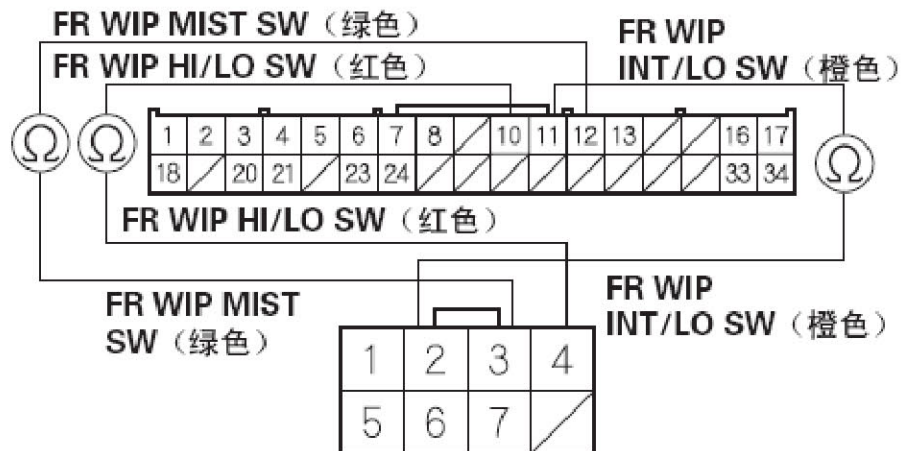 FR WIP MIST SW（绿色）
FR WIP HI/LO SW（红色）
FR WIP
INT/LO SW（橙色）
Ω Ω Ω
1 2 3 4 5 6 7 8 10 11 12 13 16 17
18 20 21 23 24 33 34
FR WIP HI/LO SW（红色）
FR WIP MIST
SW（绿色）
FR WIP
INT/LO SW（橙色）
1 2 3 4
5 6 7